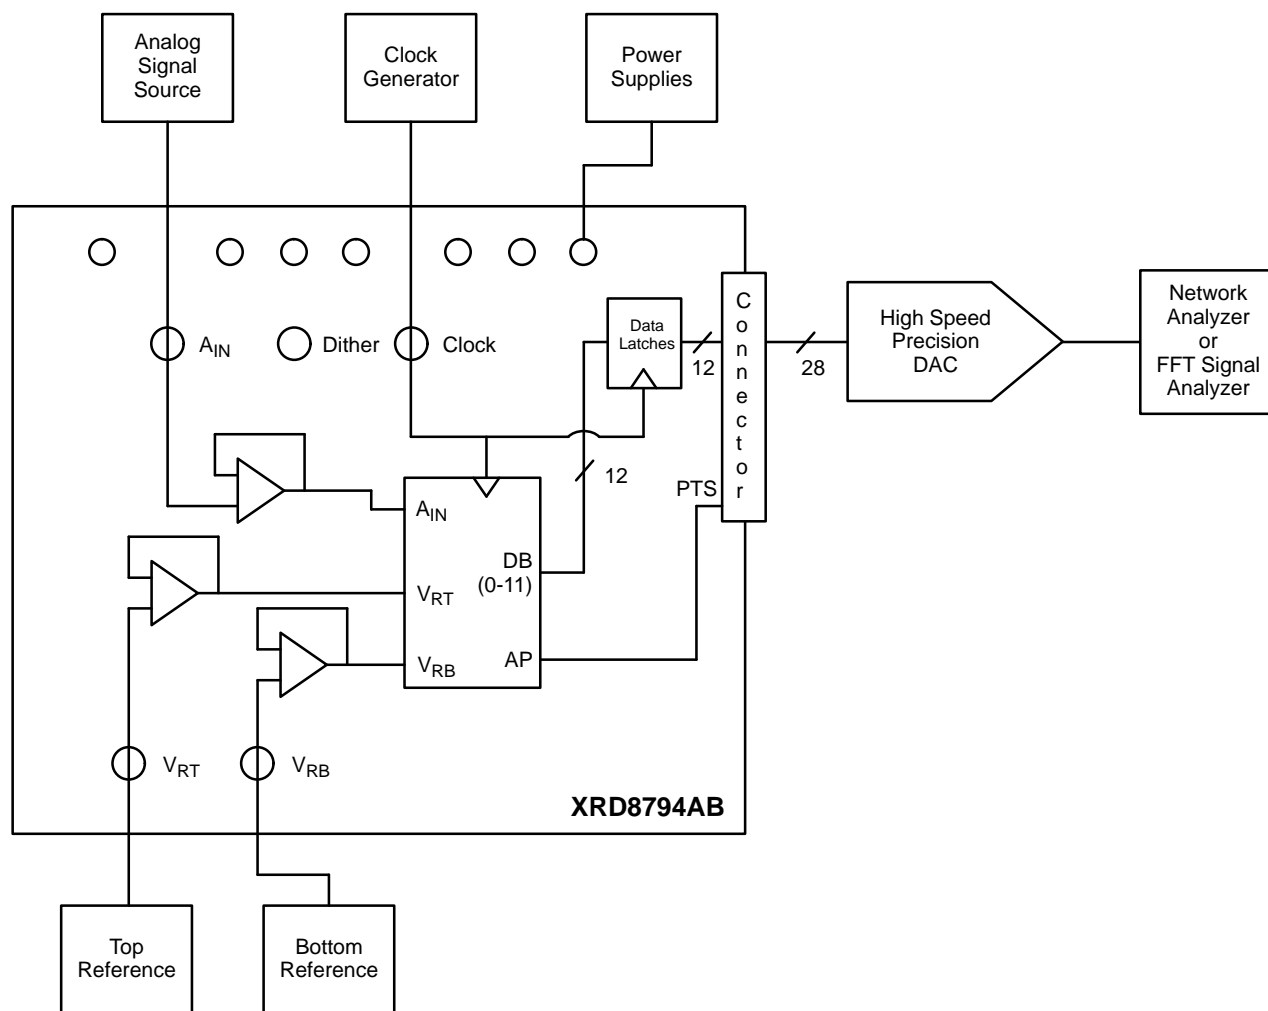 Analog
Signal
Source
Clock
Generator
Power
Supplies
A_IN
Dither
Clock
Data
Latches
12
Connector
28
High Speed
Precision
DAC
Network
Analyzer
or
FFT Signal
Analyzer
12
PTS
A_IN
DB
(0-11)
V_RT
V_RB
AP
V_RT
V_RB
XRD8794AB
Top
Reference
Bottom
Reference